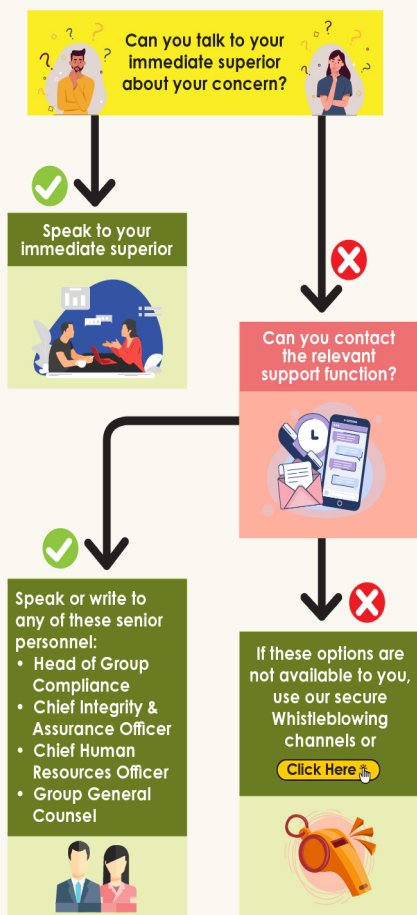 Can you talk to your
immediate superior
about your concern?
Speak to your
immediate superior
Can you contact
the relevant
support function?
Speak or write to
any of these senior
personnel:
• Head of Group
Compliance
• Chief Integrity &
Assurance Officer
• Chief Human
Resources Officer
• Group General
Counsel
If these options are
not available to you,
use our secure
Whistleblowing
channels or
Click Here